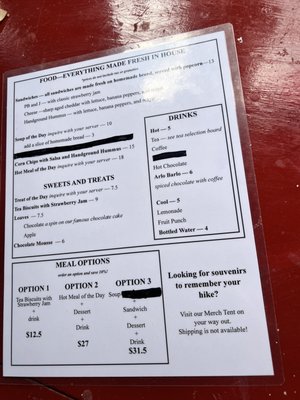 FOOD—EVERYTHING MADE FRESH IN HOUSE
Sandwiches— all sandwiches are made fresh on homemade bread, served with popcorn—13
PB and J — with classic strawberry jam
Cheese —sharp aged cheddar with lettuce, banana peppers, and
Handground Hummus — with lettuce, banana peppers, and
Soup of the Day inquire with your server — 10
add a slice of homemade bread — 3
Corn Chips with Salsa and Handground Hummus — 15
Hot Meal of the Day inquire with your server — 18
SWEETS AND TREATS
Treat of the Day inquire with your server — 7.5
Tea Biscuits with Strawberry Jam — 9
Loaves — 7.5
Chocolate a spin on our famous chocolate cake
Apple
Chocolate Mousse — 6
DRINKS
Hot — 5
Tea — see tea selection board
Coffee
Hot Chocolate
Arlo Barlo — 6
spiced chocolate with coffee
Cool — 5
Lemonade
Fruit Punch
Bottled Water — 4
MEAL OPTIONS
order an option and save 10%!
OPTION 1
Tea Biscuits with
Strawberry Jam
+
drink
$12.5
OPTION 2
Hot Meal of the Day
+
Dessert
+
Drink
$27
OPTION 3
Soup
+
Sandwich
+
Dessert
+
Drink
$31.5
Looking for souvenirs
to remember your
hike?
Visit our Merch Tent on
your way out.
Shipping is not available!